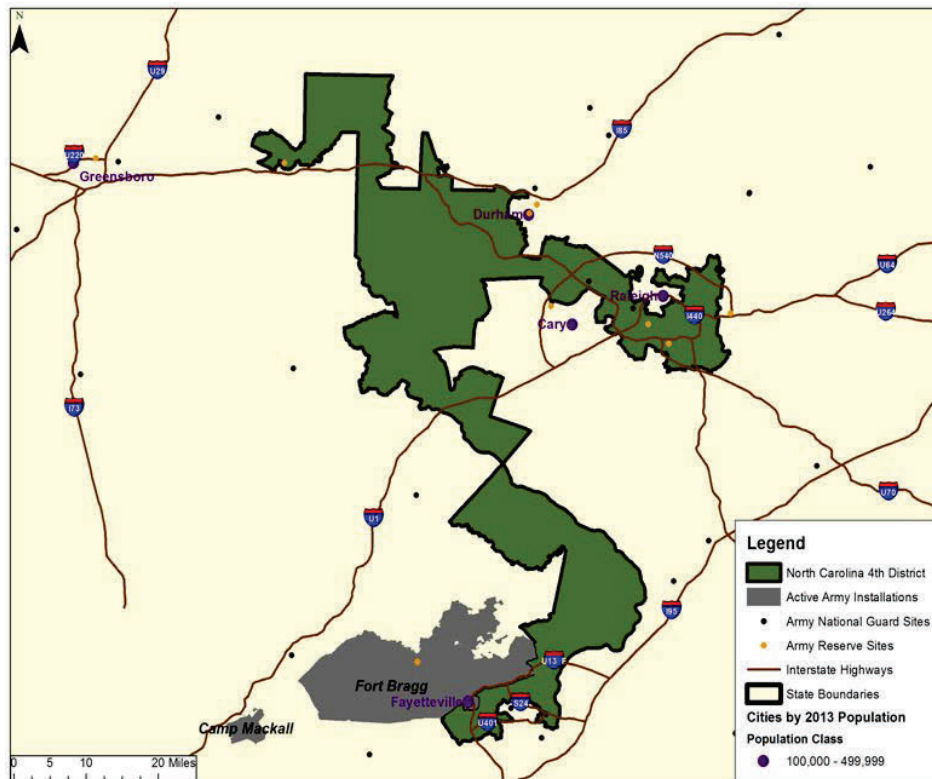 N
U29
I85
U220
Greensboro
Durham
N540
U64
Raleigh
I440
U264
Cary
I73
U70
U1
I95
U13
Fort Bragg
Fayetteville
S24
U401
Camp Mackall
0 5 10 20 Miles
Legend
North Carolina 4th District
Active Army Installations
Army National Guard Sites
Army Reserve Sites
Interstate Highways
State Boundaries
Cities by 2013 Population
Population Class
100,000 - 499,999